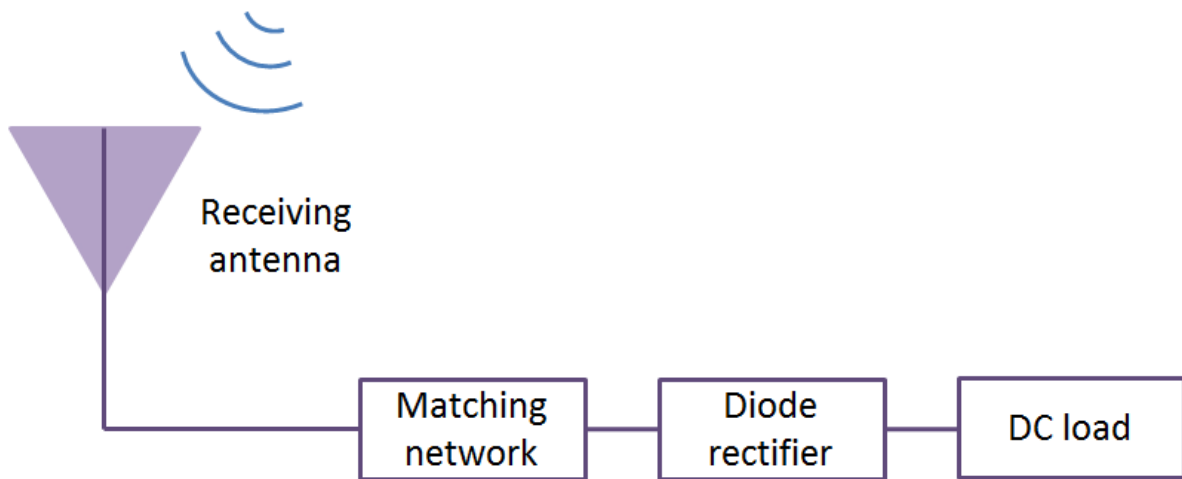 Receiving
antenna
Matching
network
Diode
rectifier
DC load